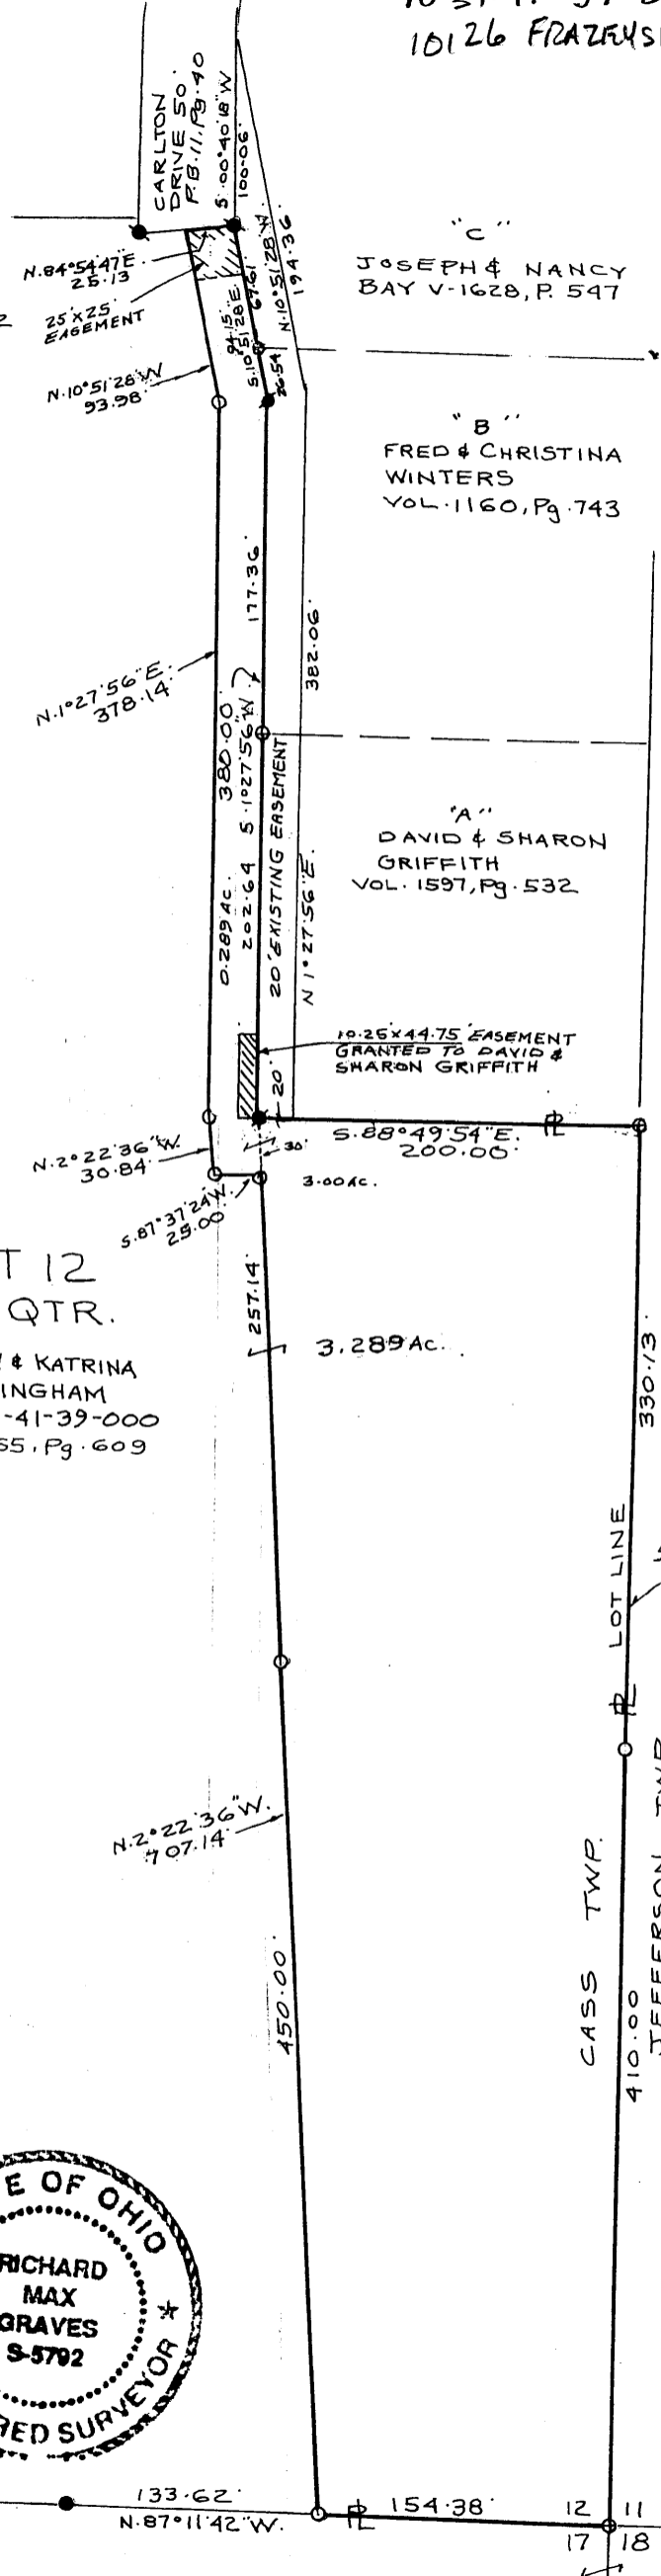 10126 FRAZEYS
CARLTON
DRIVE 50'
P.B. 11, Pg. 40
S. 00°40'18"W
100.06'
N. 84°54'47"E
25.13
25'X25'
EASEMENT
N. 10°51'28"W
93.98'
94.15'
S. 10°51'28"E.
67.61
26.54
N. 10°51'28"W.
194.36'
"C"
JOSEPH & NANCY
BAY V-1628, P. 547
"B"
FRED & CHRISTINA
WINTERS
VOL. 1160, Pg. 743
177.36'
382.06'
N. 1°27'56"E.
378.14'
0.289 AC. 380.00'
202.64 S. 1°27'56"W
20' EXISTING EASEMENT
N 1°27'56"E.
"A"
DAVID & SHARON
GRIFFITH
VOL. 1597, Pg. 532
10.25X44.75' EASEMENT
GRANTED TO DAVID &
SHARON GRIFFITH
20'
S. 88°49'54"E.
200.00'
30'
N. 2°22'36"W.
30.84'
S. 87°37'24"W.
25.00'
3.00 AC.
T 12
QTR.
& KATRINA
INGHAM
-41-39-000
55, Pg. 609
257.14'
3.289 AC.
330.13'
LOT LINE
N. 2°22'36"W.
707.14'
450.00'
CASS TWP.
410.00
JEFFERSON TWP
E OF OHIO
RICHARD
MAX
GRAVES
S-5792
RED SURVEYOR
133.62'
N. 87°11'42"W.
154.38'
12 11
17 18